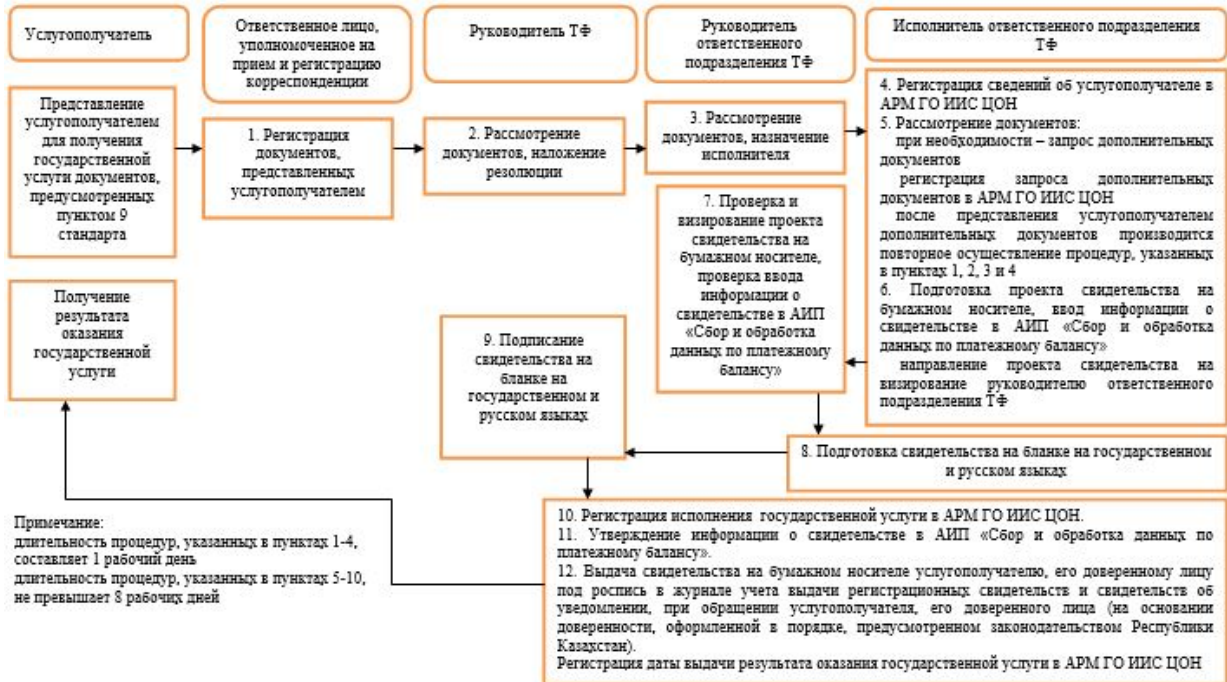 Услугополучатель
Ответственное лицо,
уполномоченное на
прием и регистрацию
корреспонденции
Руководитель ТФ
Руководитель
ответственного
подразделения ТФ
Исполнитель ответственного подразделения
ТФ
Представление
услугополучателем
для получения
государственной
услуги документов,
предусмотренных
пунктом 9
стандарта
1. Регистрация
документов,
представленных
услугополучателем
2. Рассмотрение
документов, наложение
резолюции
3. Рассмотрение
документов, назначение
исполнителя
4. Регистрация сведений об услугополучателе в
АРМ ГО ИИС ЦОН
5. Рассмотрение документов:
при необходимости – запрос дополнительных
документов
регистрация запроса дополнительных
документов в АРМ ГО ИИС ЦОН
после представления услугополучателем
дополнительных документов производится
повторное осуществление процедур, указанных
в пунктах 1, 2, 3 и 4
6. Подготовка проекта свидетельства на
бумажном носителе, ввод информации о
свидетельстве в АИП «Сбор и обработка
данных по платежному балансу»
направление проекта свидетельства на
визирование руководителю ответственного
подразделения ТФ
7. Проверка и
визирование проекта
свидетельства на
бумажном носителе,
проверка ввода
информации о
свидетельстве в АИП
«Сбор и обработка
данных по платежному
балансу»
8. Подготовка свидетельства на бланке на государственном
и русском языках
9. Подписание
свидетельства на
бланке на
государственном и
русском языках
10. Регистрация исполнения государственной услуги в АРМ ГО ИИС ЦОН.
11. Утверждение информации о свидетельстве в АИП «Сбор и обработка данных по
платежному балансу».
12. Выдача свидетельства на бумажном носителе услугополучателю, его доверенному лицу
под роспись в журнале учета выдачи регистрационных свидетельств и свидетельств об
уведомлении, при обращении услугополучателя, его доверенного лица (на основании
доверенности, оформленной в порядке, предусмотренном законодательством Республики
Казахстан).
Регистрация даты выдачи результата оказания государственной услуги в АРМ ГО ИИС ЦОН
Получение
результата
оказания
государственной
услуги
Примечание:
длительность процедур, указанных в пунктах 1-4,
составляет 1 рабочий день
длительность процедур, указанных в пунктах 5-10,
не превышает 8 рабочих дней